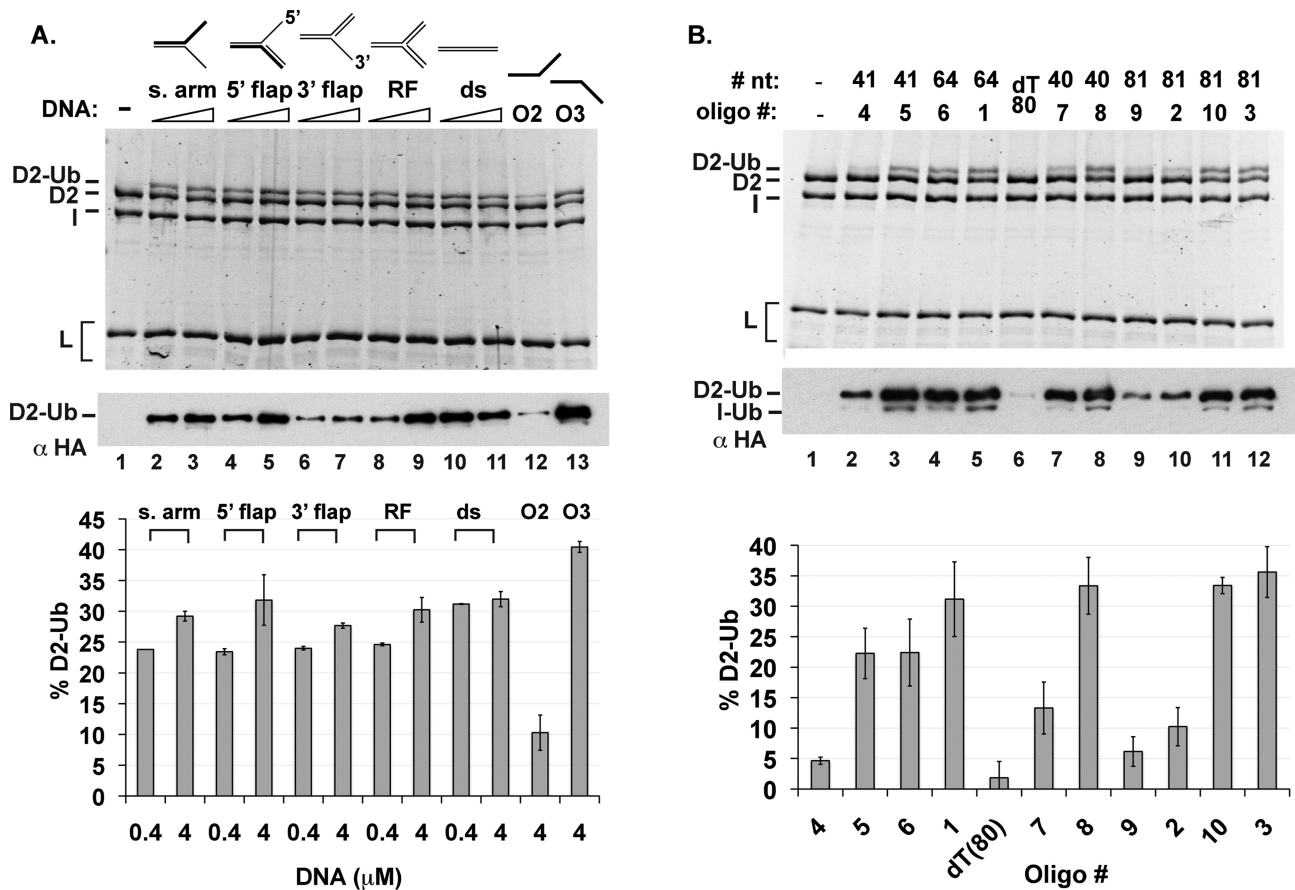 A.
5’
3’
s. arm 5’ flap 3’ flap RF ds
DNA: – O2 O3
D2-Ub
D2
I
L
D2-Ub
α HA
1 2 3 4 5 6 7 8 9 10 11 12 13
s. arm 5’ flap 3’ flap RF ds O2 O3
% D2-Ub
45
40
35
30
25
20
15
10
5
0
0.4 4 0.4 4 0.4 4 0.4 4 0.4 4 4 4
DNA (μM)
B.
# nt: - 41 41 64 64 dT 80 40 40 81 81 81 81
oligo #: - 4 5 6 1 7 8 9 2 10 3
D2-Ub
D2
I
L
D2-Ub
I-Ub
α HA
1 2 3 4 5 6 7 8 9 10 11 12
% D2-Ub
40
35
30
25
20
15
10
5
0
4 5 6 1 dT(80) 7 8 9 2 10 3
Oligo #